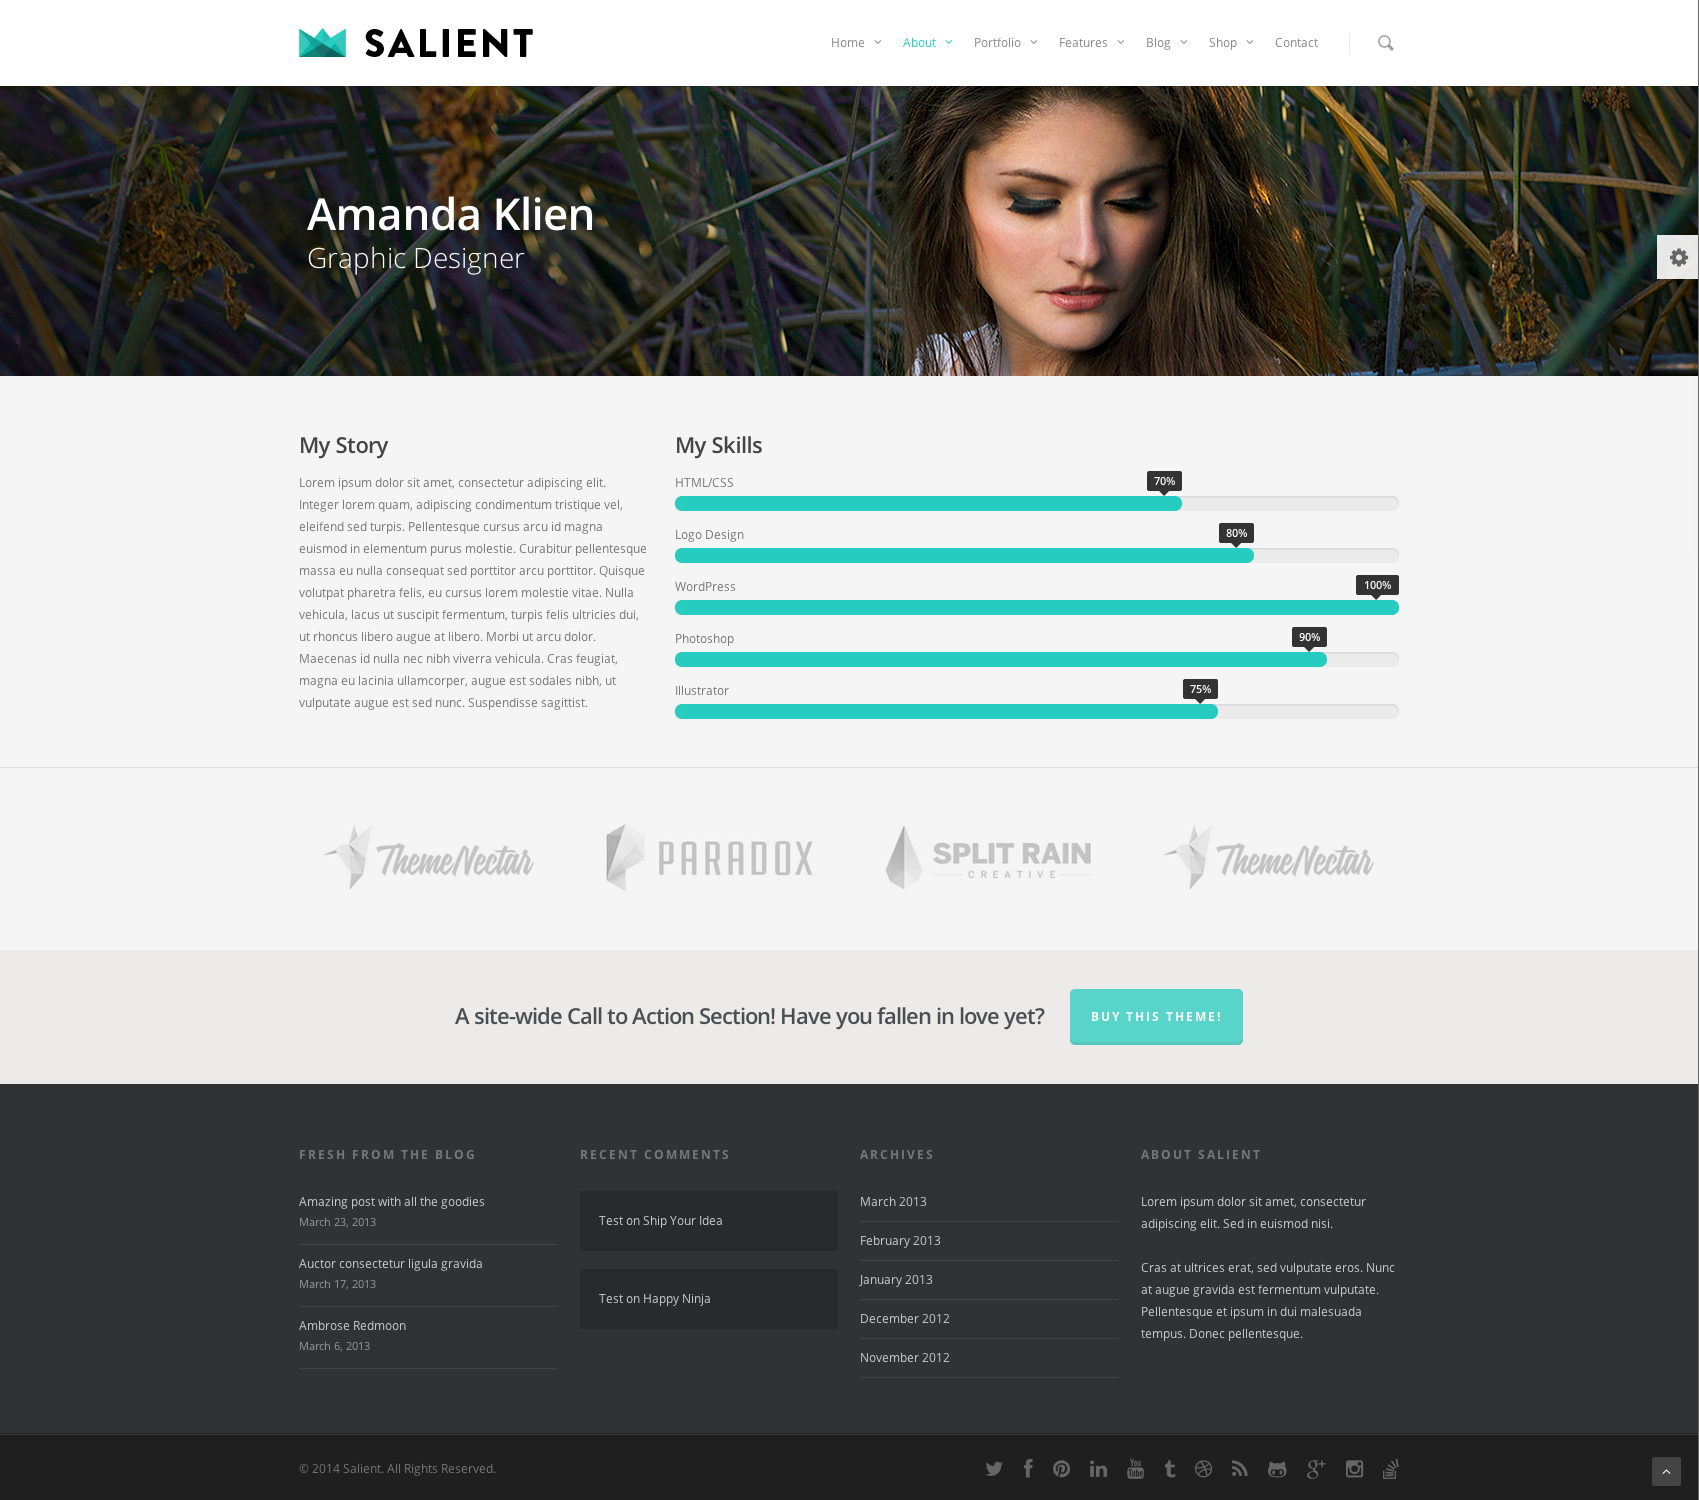 SALIENT
Home About Portfolio Features Blog Shop Contact
Amanda Klien
Graphic Designer
My Story
Lorem ipsum dolor sit amet, consectetur adipiscing elit.
Integer lorem quam, adipiscing condimentum tristique vel,
eleifend sed turpis. Pellentesque cursus arcu id magna
euismod in elementum purus molestie. Curabitur pellentesque
massa eu nulla consequat sed porttitor arcu porttitor. Quisque
volutpat pharetra felis, eu cursus lorem molestie vitae. Nulla
vehicula, lacus ut suscipit fermentum, turpis felis ultricies dui,
ut rhoncus libero augue at libero. Morbi ut arcu dolor.
Maecenas id nulla nec nibh viverra vehicula. Cras feugiat,
magna eu lacinia ullamcorper, augue est sodales nibh, ut
vulputate augue est sed nunc. Suspendisse sagittist.
My Skills
HTML/CSS 70%
Logo Design 80%
WordPress 100%
Photoshop 90%
Illustrator 75%
ThemeNectar PARADOX SPLIT RAIN ThemeNectar
CREATIVE
A site-wide Call to Action Section! Have you fallen in love yet? BUY THIS THEME!
FRESH FROM THE BLOG
Amazing post with all the goodies
March 23, 2013
Auctor consectetur ligula gravida
March 17, 2013
Ambrose Redmoon
March 6, 2013
RECENT COMMENTS
Test on Ship Your Idea
Test on Happy Ninja
ARCHIVES
March 2013
February 2013
January 2013
December 2012
November 2012
ABOUT SALIENT
Lorem ipsum dolor sit amet, consectetur
adipiscing elit. Sed in euismod nisi.
Cras at ultrices erat, sed vulputate eros. Nunc
at augue gravida est fermentum vulputate.
Pellentesque et ipsum in dui malesuada
tempus. Donec pellentesque.
© 2014 Salient. All Rights Reserved.
You
Tube